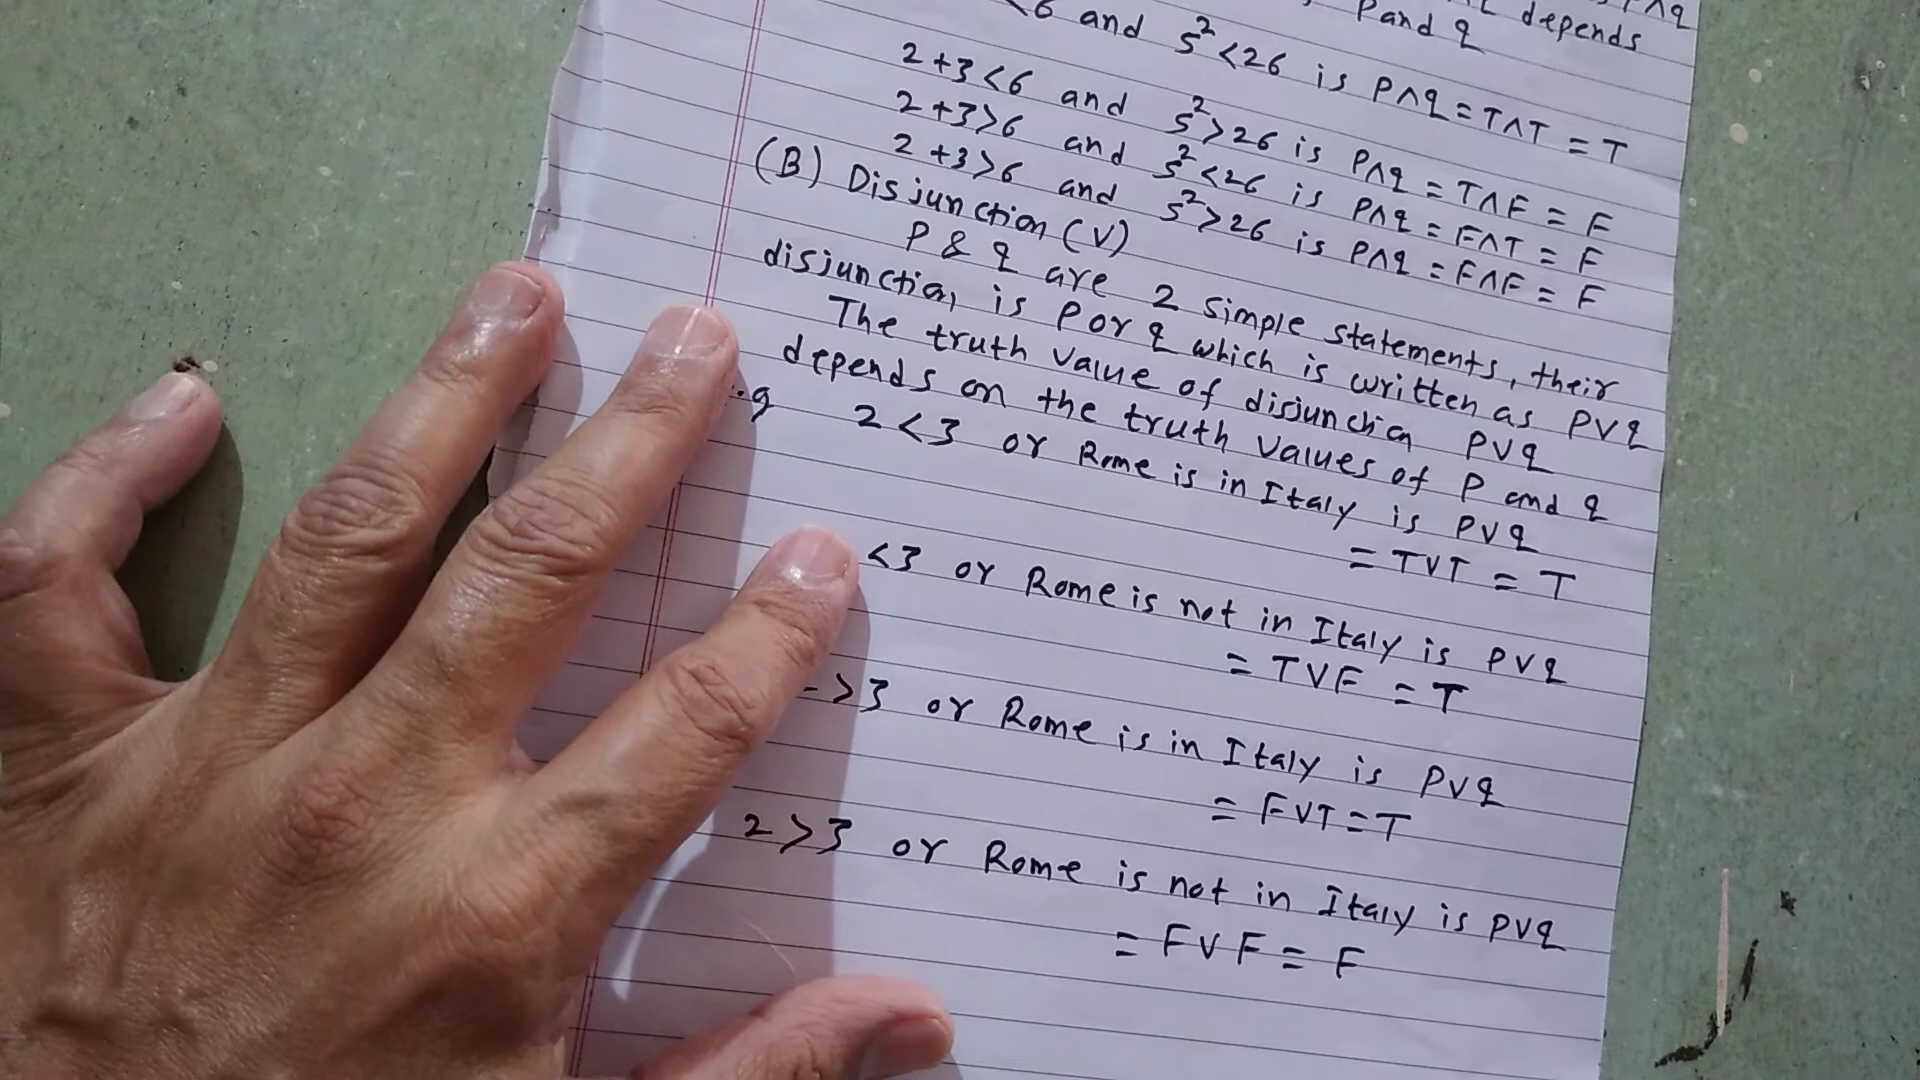 P∧q
depends
P and q
<6 and 5²<26 is P∧q = T∧T = T
2+3<6 and 5²>26 is P∧q = T∧F = F
2+3>6 and 5²<26 is P∧q = F∧T = F
2+3>6 and 5²>26 is P∧q = F∧F = F
(B) Disjunction (V)
P & q are 2 simple statements, their
disjunction is P or q which is written as PVq
The truth value of disjunction PVq
depends on the truth values of P and q
.g 2<3 or Rome is in Italy is PVq
= TVT = T
<3 or Rome is not in Italy is PVq
= TVF = T
>3 or Rome is in Italy is PVq
= FVT = T
2>3 or Rome is not in Italy is PVq
= FVF = F